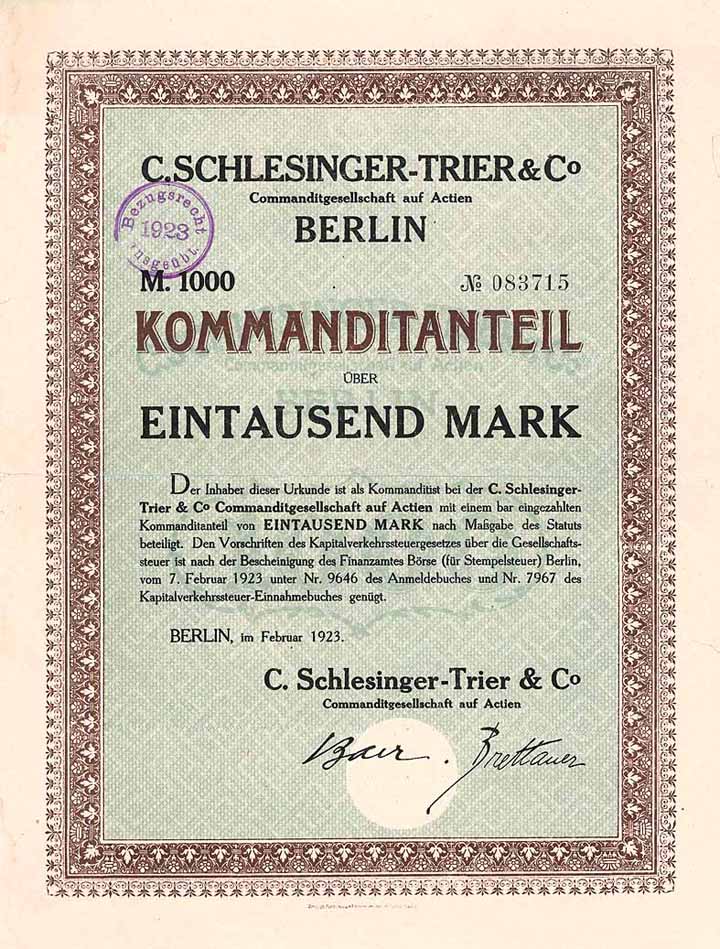 C. SCHLESINGER-TRIER & Co
Commanditgesellschaft auf Actien
BERLIN
Bezugsrecht
1923
M. 1000
№ 083715
KOMMANDITANTEIL
ÜBER
EINTAUSEND MARK
Der Inhaber dieser Urkunde ist als Kommanditist bei der C. Schlesinger-
Trier & Co Commanditgesellschaft auf Actien mit einem bar eingezahlten
Kommanditanteil von EINTAUSEND MARK nach Maßgabe des Statuts
beteiligt. Den Vorschriften des Kapitalverkehrssteuergesetzes über die Gesellschafts-
steuer ist nach der Bescheinigung des Finanzamtes Börse (für Stempelsteuer) Berlin,
vom 7. Februar 1923 unter Nr. 9646 des Anmeldebuches und Nr. 7967 des
Kapitalverkehrssteuer-Einnahmebuches genügt.
BERLIN, im Februar 1923.
C. Schlesinger-Trier & Co
Commanditgesellschaft auf Actien
Baer. Brettauer